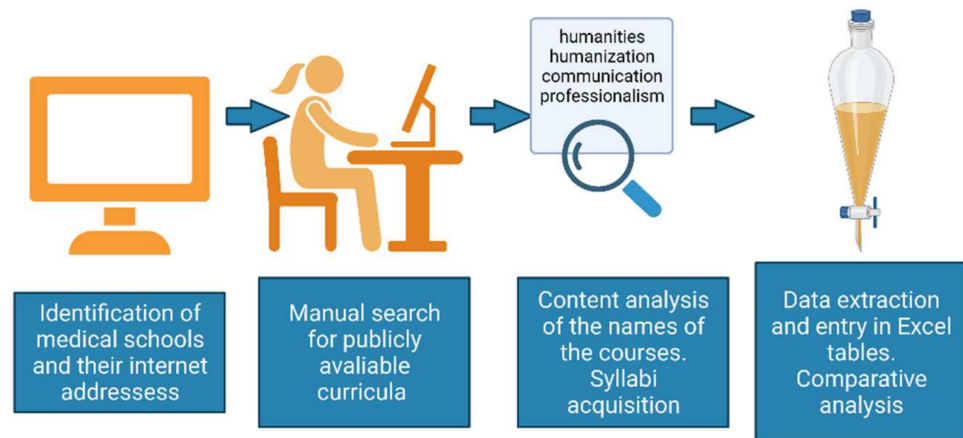 humanities
humanization
communication
professionalism
Identification of
medical schools
and their internet
addressess
Manual search
for publicly
avaliable
curricula
Content analysis
of the names of
the courses.
Syllabi
acquisition
Data extraction
and entry in Excel
tables.
Comparative
analysis